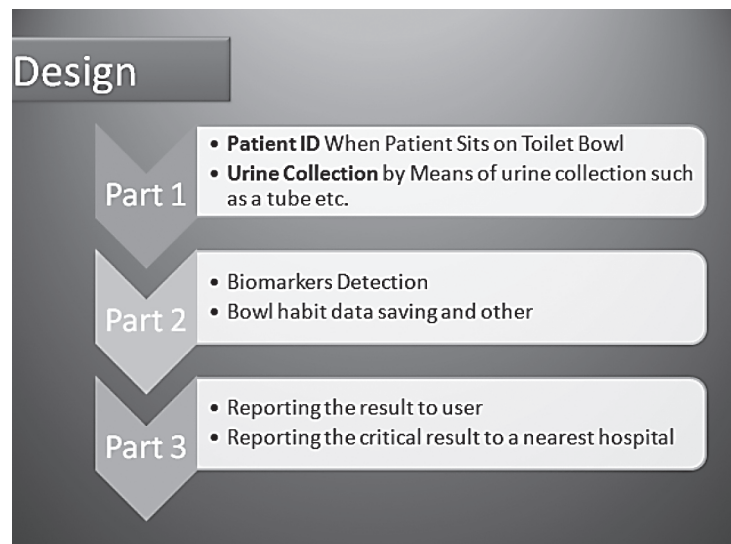 Design
Part 1
• Patient ID When Patient Sits on Toilet Bowl
• Urine Collection by Means of urine collection such
as a tube etc.
Part 2
• Biomarkers Detection
• Bowl habit data saving and other
Part 3
• Reporting the result to user
• Reporting the critical result to a nearest hospital